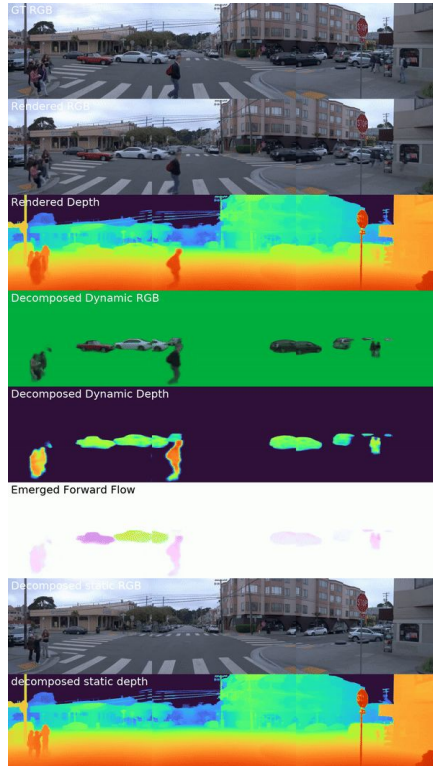 GT RGB
Rendered RGB
Rendered Depth
Decomposed Dynamic RGB
Decomposed Dynamic Depth
Emerged Forward Flow
Decomposed static RGB
decomposed static depth